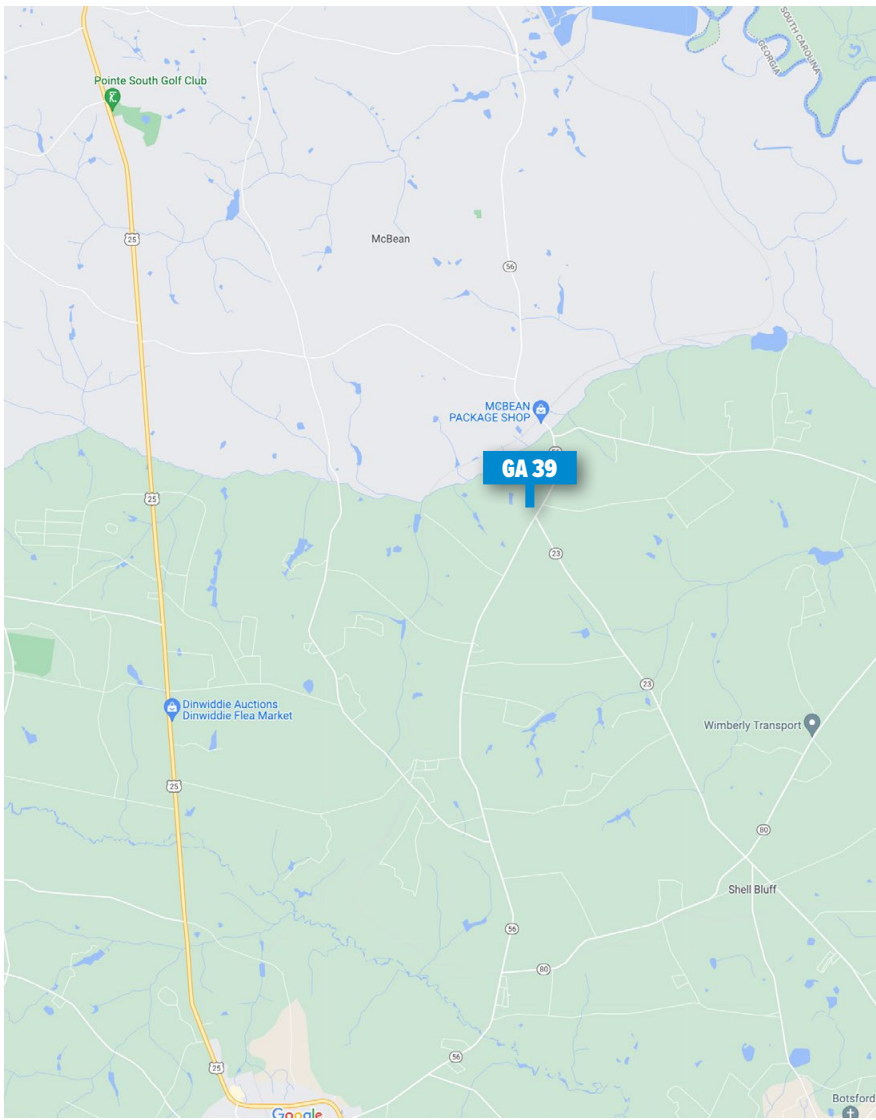 SOUTH CAROLINA
GEORGIA
Pointe South Golf Club
25
McBean
56
MCBEAN
PACKAGE SHOP
GA 39
25
23
23
Dinwiddie Auctions
Dinwiddie Flea Market
Wimberly Transport
25
80
Shell Bluff
56
80
56
25
Botsford
Google